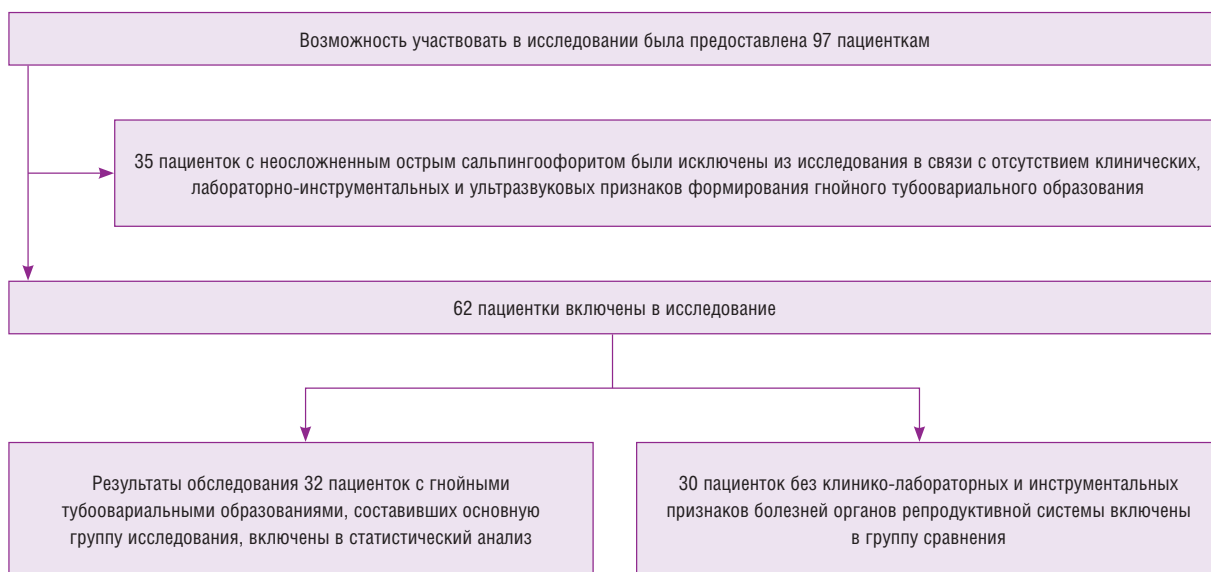 Возможность участвовать в исследовании была предоставлена 97 пациенткам
35 пациенток с неосложненным острым сальпингоофоритом были исключены из исследования в связи с отсутствием клинических,
лабораторно-инструментальных и ультразвуковых признаков формирования гнойного тубоовариального образования
62 пациентки включены в исследование
Результаты обследования 32 пациенток с гнойными
тубоовариальными образованиями, составивших основную
группу исследования, включены в статистический анализ
30 пациенток без клинико-лабораторных и инструментальных
признаков болезней органов репродуктивной системы включены
в группу сравнения